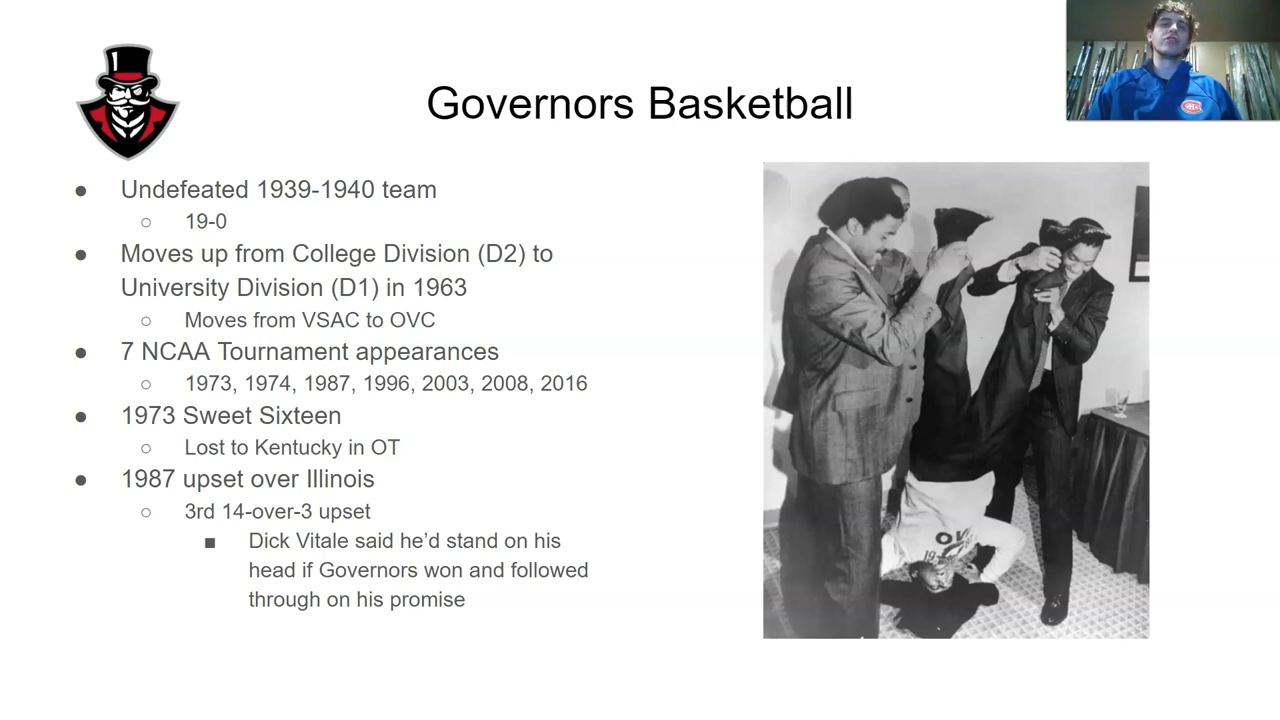 Governors Basketball
● Undefeated 1939-1940 team
○ 19-0
● Moves up from College Division (D2) to
University Division (D1) in 1963
○ Moves from VSAC to OVC
● 7 NCAA Tournament appearances
○ 1973, 1974, 1987, 1996, 2003, 2008, 2016
● 1973 Sweet Sixteen
○ Lost to Kentucky in OT
● 1987 upset over Illinois
○ 3rd 14-over-3 upset
■ Dick Vitale said he’d stand on his
head if Governors won and followed
through on his promise